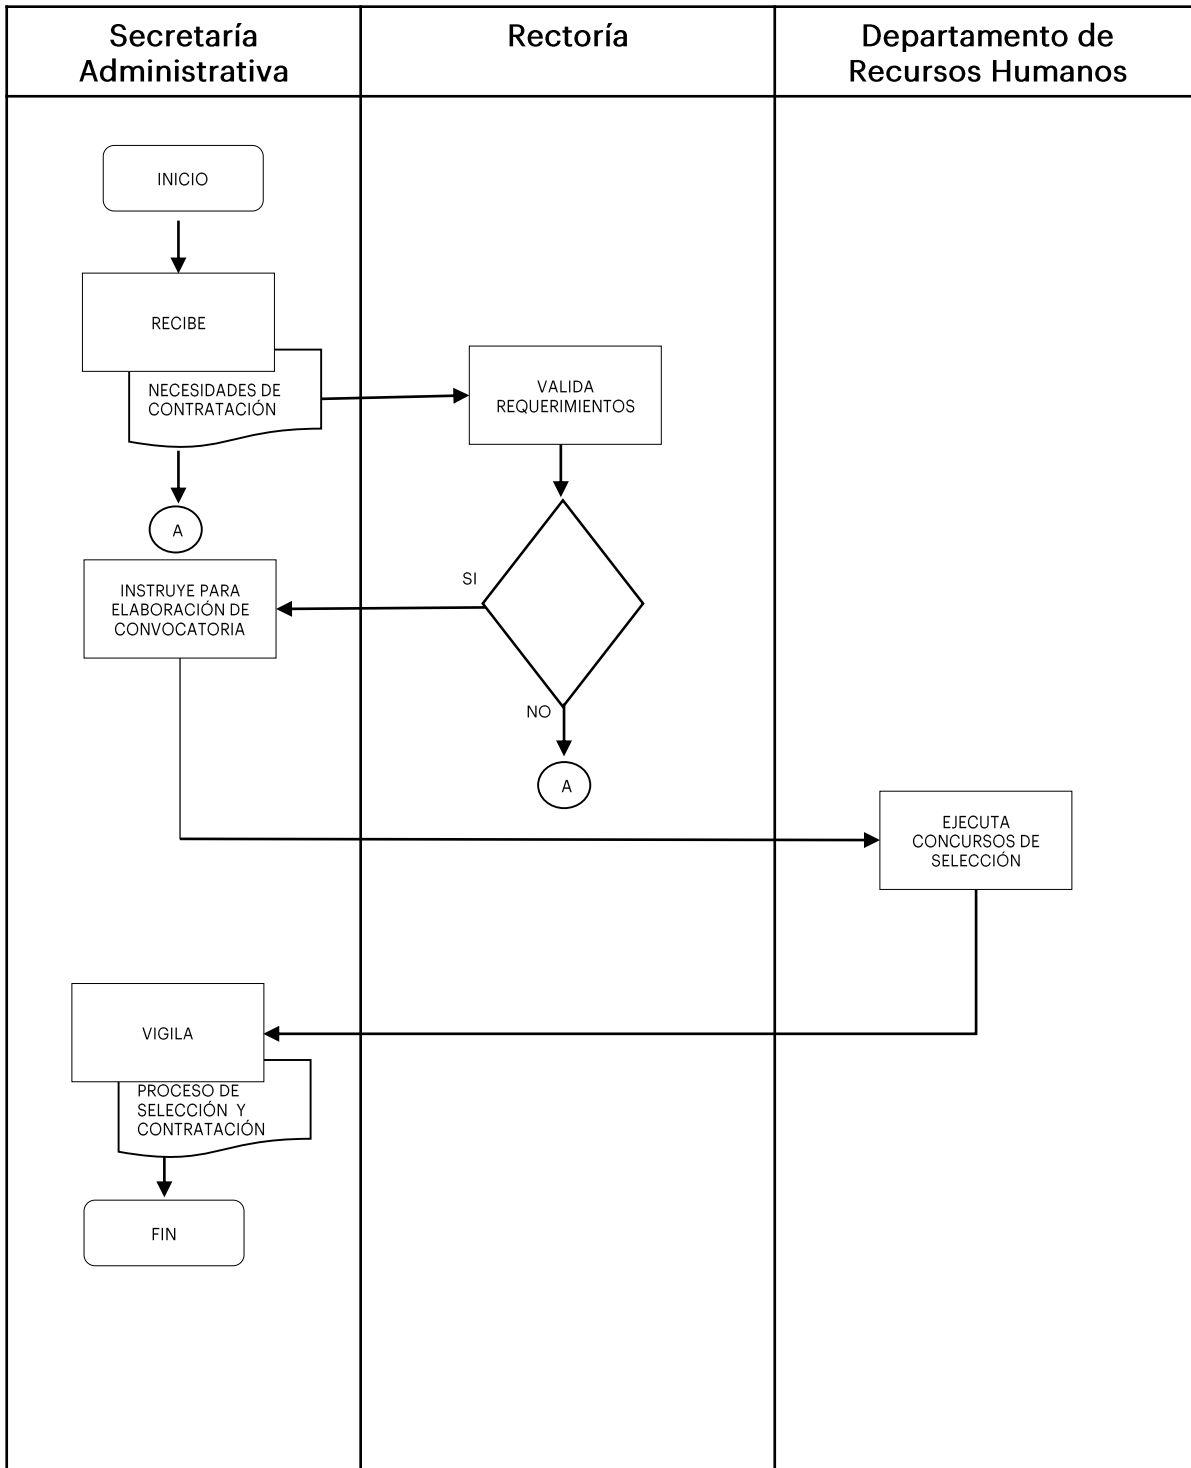 Secretaría
Administrativa
Rectoría
Departamento de
Recursos Humanos
INICIO
RECIBE
NECESIDADES DE
CONTRATACIÓN
VALIDA
REQUERIMIENTOS
A
SI
INSTRUYE PARA
ELABORACIÓN DE
CONVOCATORIA
NO
A
EJECUTA
CONCURSOS DE
SELECCIÓN
VIGILA
PROCESO DE
SELECCIÓN Y
CONTRATACIÓN
FIN